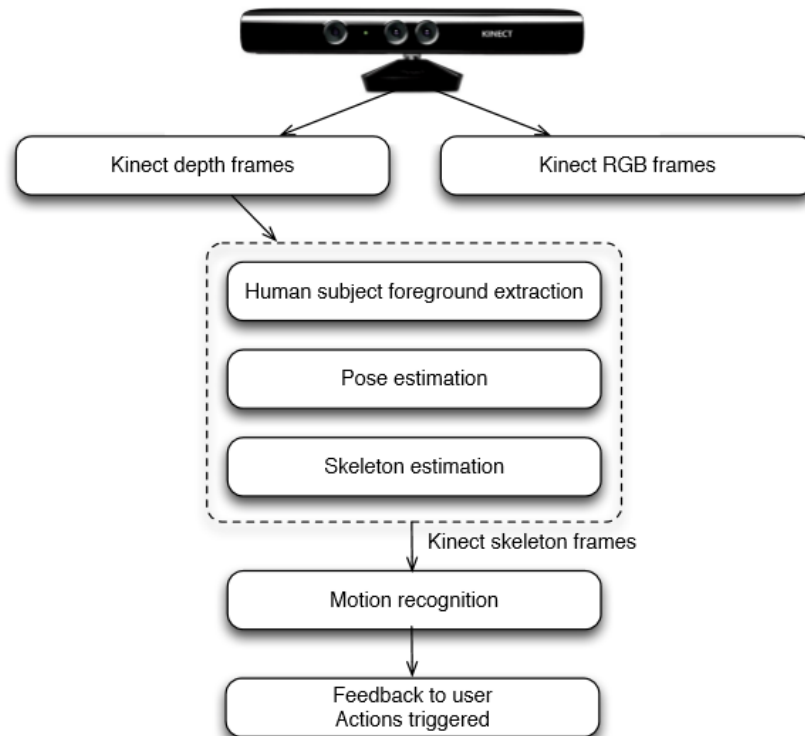 KINECT
Kinect depth frames
Kinect RGB frames
Human subject foreground extraction
Pose estimation
Skeleton estimation
Kinect skeleton frames
Motion recognition
Feedback to user
Actions triggered